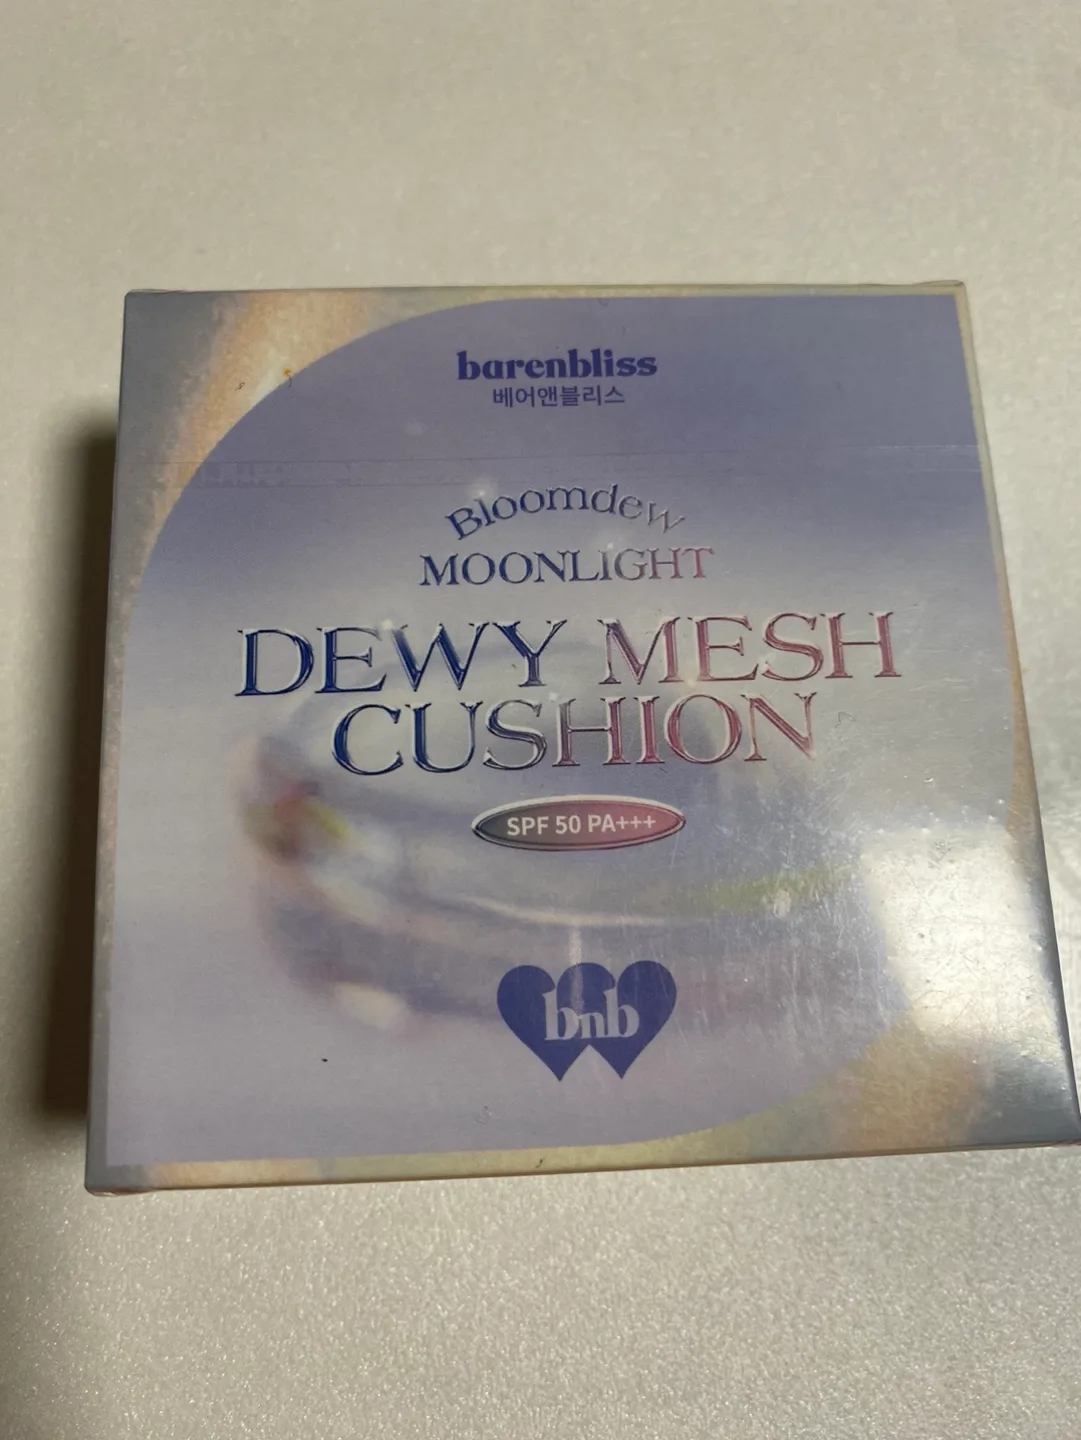 barenbliss
베어앤블리스
Bloomdew
MOONLIGHT
DEWY MESH
CUSHION
SPF 50 PA+++
bnb